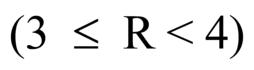 (3 ≤ R < 4)